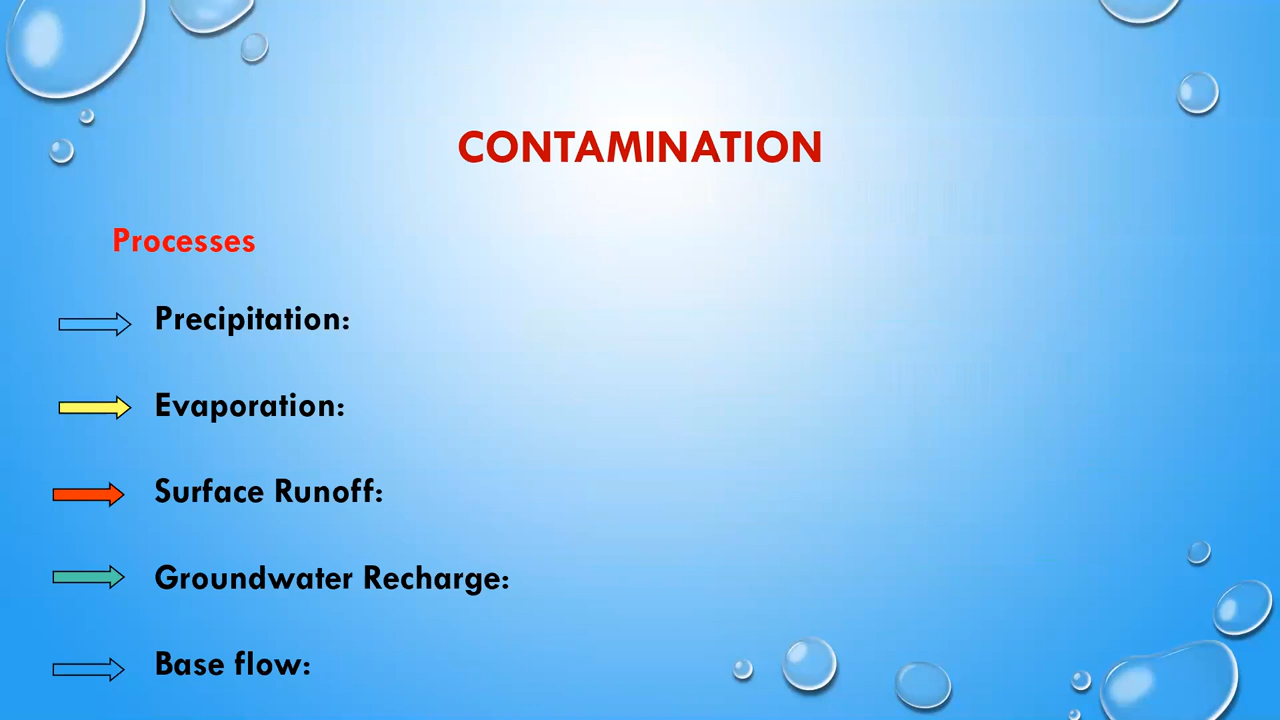 CONTAMINATION
Processes
Precipitation:
Evaporation:
Surface Runoff:
Groundwater Recharge:
Base flow: